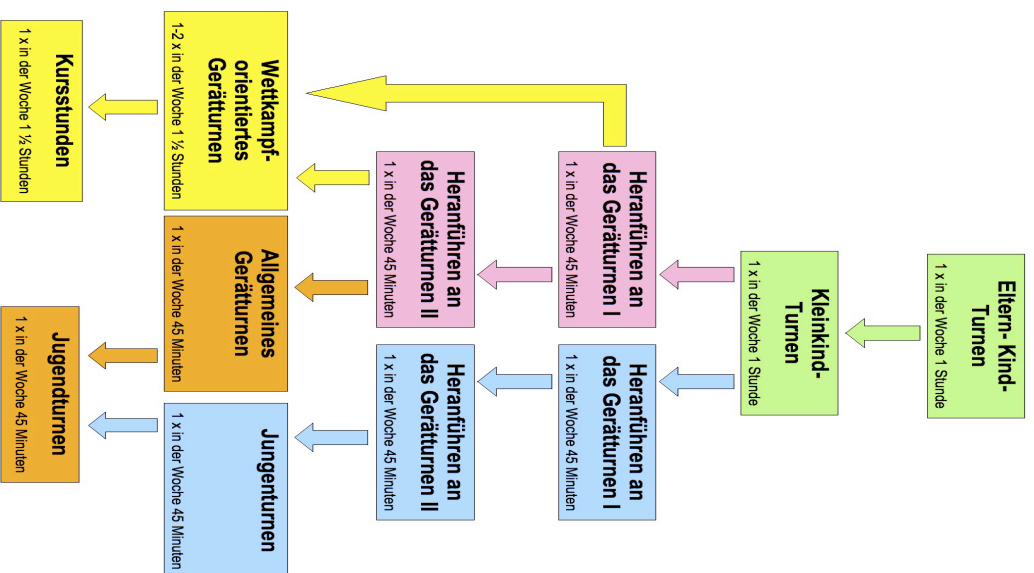 Eltern- Kind-
Turnen
1 x in der Woche 1 Stunde
Kleinkind-
Turnen
1 x in der Woche 1 Stunde
Heranführen an
das Gerätturnen I
1 x in der Woche 45 Minuten
Heranführen an
das Gerätturnen I
1 x in der Woche 45 Minuten
Heranführen an
das Gerätturnen II
1 x in der Woche 45 Minuten
Heranführen an
das Gerätturnen II
1 x in der Woche 45 Minuten
Wettkampf-
orientiertes
Gerätturnen
1-2 x in der Woche 1 ½ Stunden
Allgemeines
Gerätturnen
1 x in der Woche 45 Minuten
Jungenturnen
1 x in der Woche 45 Minuten
Kursstunden
1 x in der Woche 1 ½ Stunden
Jugendturnen
1 x in der Woche 45 Minuten